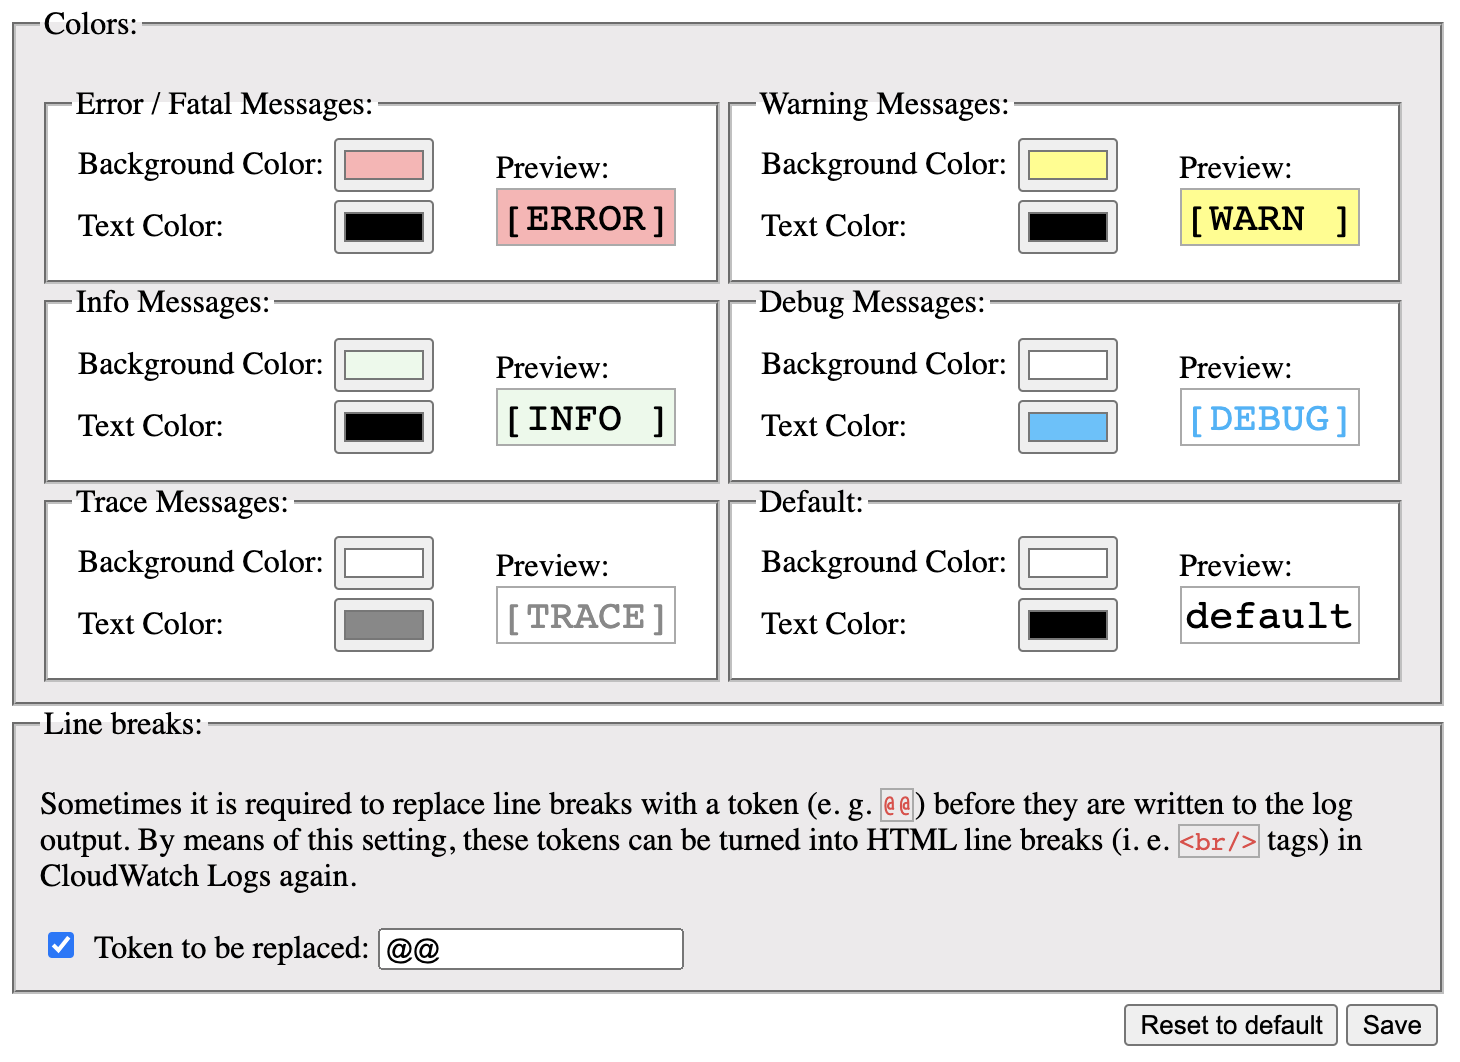 Colors:
Error / Fatal Messages:
Background Color:
Preview:
[ERROR]
Text Color:
Warning Messages:
Background Color:
Preview:
[WARN ]
Text Color:
Info Messages:
Background Color:
Preview:
[INFO ]
Text Color:
Debug Messages:
Background Color:
Preview:
[DEBUG]
Text Color:
Trace Messages:
Background Color:
Preview:
[TRACE]
Text Color:
Default:
Background Color:
Preview:
default
Text Color:
Line breaks:
Sometimes it is required to replace line breaks with a token (e. g. @@) before they are written to the log
output. By means of this setting, these tokens can be turned into HTML line breaks (i. e. <br/> tags) in
CloudWatch Logs again.
Token to be replaced: @@
Reset to default Save